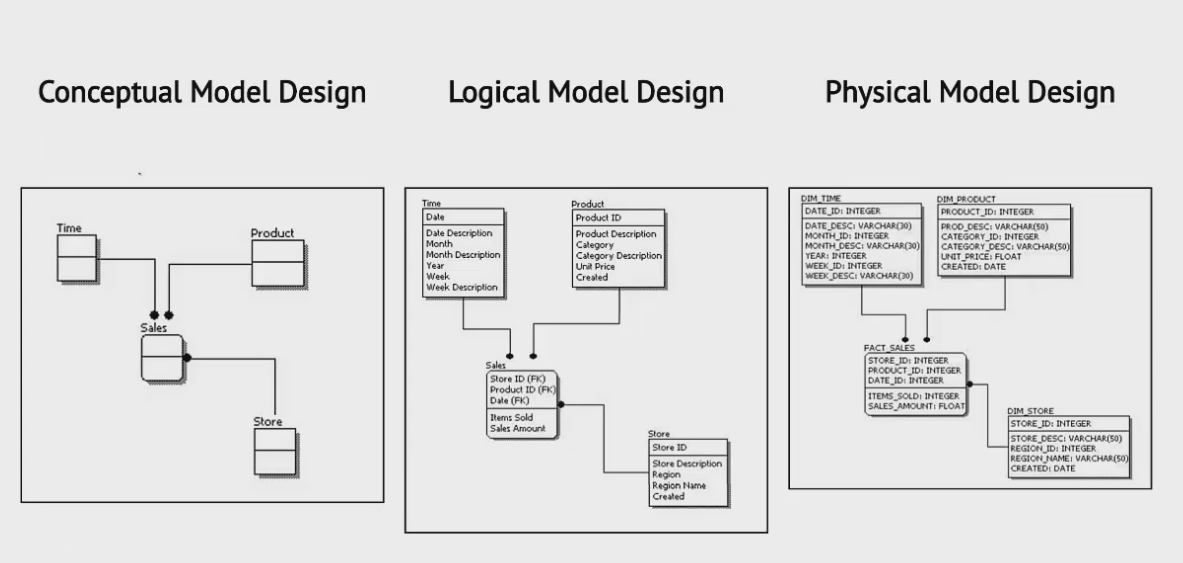 Conceptual Model Design
Time
Product
Sales
Store
Logical Model Design
Time
Date
Date Description
Month
Month Description
Year
Week
Week Description
Product
Product ID
Product Description
Category
Category Description
Unit Price
Created
Sales
Store ID (FK)
Product ID (FK)
Date (FK)
Items Sold
Sales Amount
Store
Store ID
Store Description
Region
Region Name
Created
Physical Model Design
DIM_TIME
DATE_ID: INTEGER
DATE_DESC: VARCHAR(30)
MONTH_ID: INTEGER
MONTH_DESC: VARCHAR(30)
YEAR: INTEGER
WEEK_ID: INTEGER
WEEK_DESC: VARCHAR(30)
DIM_PRODUCT
PRODUCT_ID: INTEGER
PROD_DESC: VARCHAR(50)
CATEGORY_ID: INTEGER
CATEGORY_DESC: VARCHAR(50)
UNIT_PRICE: FLOAT
CREATED: DATE
FACT_SALES
STORE_ID: INTEGER
PRODUCT_ID: INTEGER
DATE_ID: INTEGER
ITEMS_SOLD: INTEGER
SALES_AMOUNT: FLOAT
DIM_STORE
STORE_ID: INTEGER
STORE_DESC: VARCHAR(50)
REGION_ID: INTEGER
REGION_NAME: VARCHAR(50)
CREATED: DATE